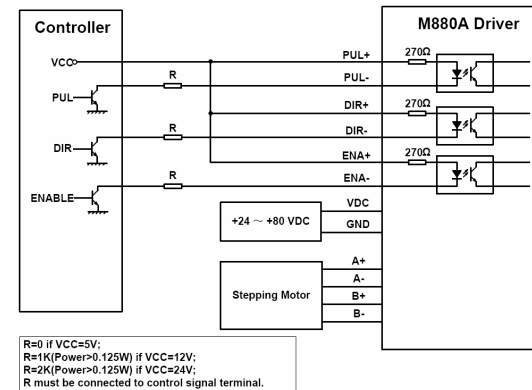 Controller
M880A Driver
VCC
PUL+
270Ω
R
PUL-
PUL
DIR+
270Ω
R
DIR-
DIR
ENA+
270Ω
R
ENA-
ENABLE
VDC
+24 ~ +80 VDC
GND
A+
A-
Stepping Motor
B+
B-
R=0 if VCC=5V;
R=1K(Power>0.125W) if VCC=12V;
R=2K(Power>0.125W) if VCC=24V;
R must be connected to control signal terminal.